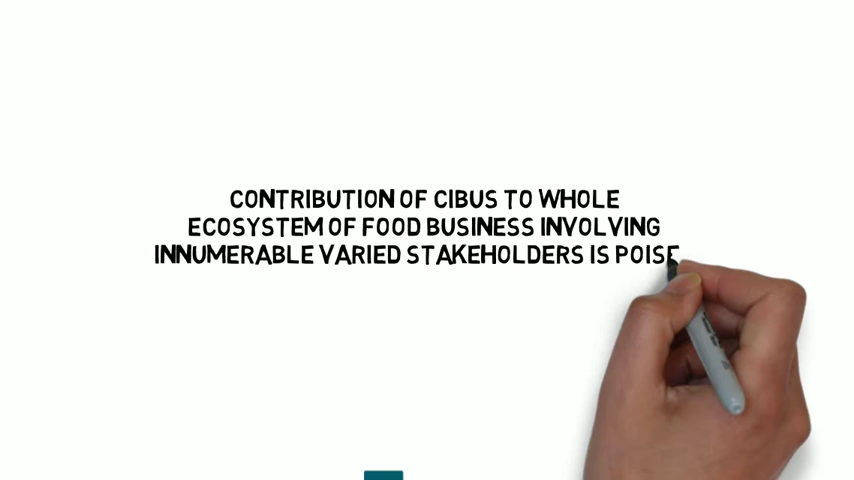 CONTRIBUTION OF CIBUS TO WHOLE
ECOSYSTEM OF FOOD BUSINESS INVOLVING
INNUMERABLE VARIED STAKEHOLDERS IS